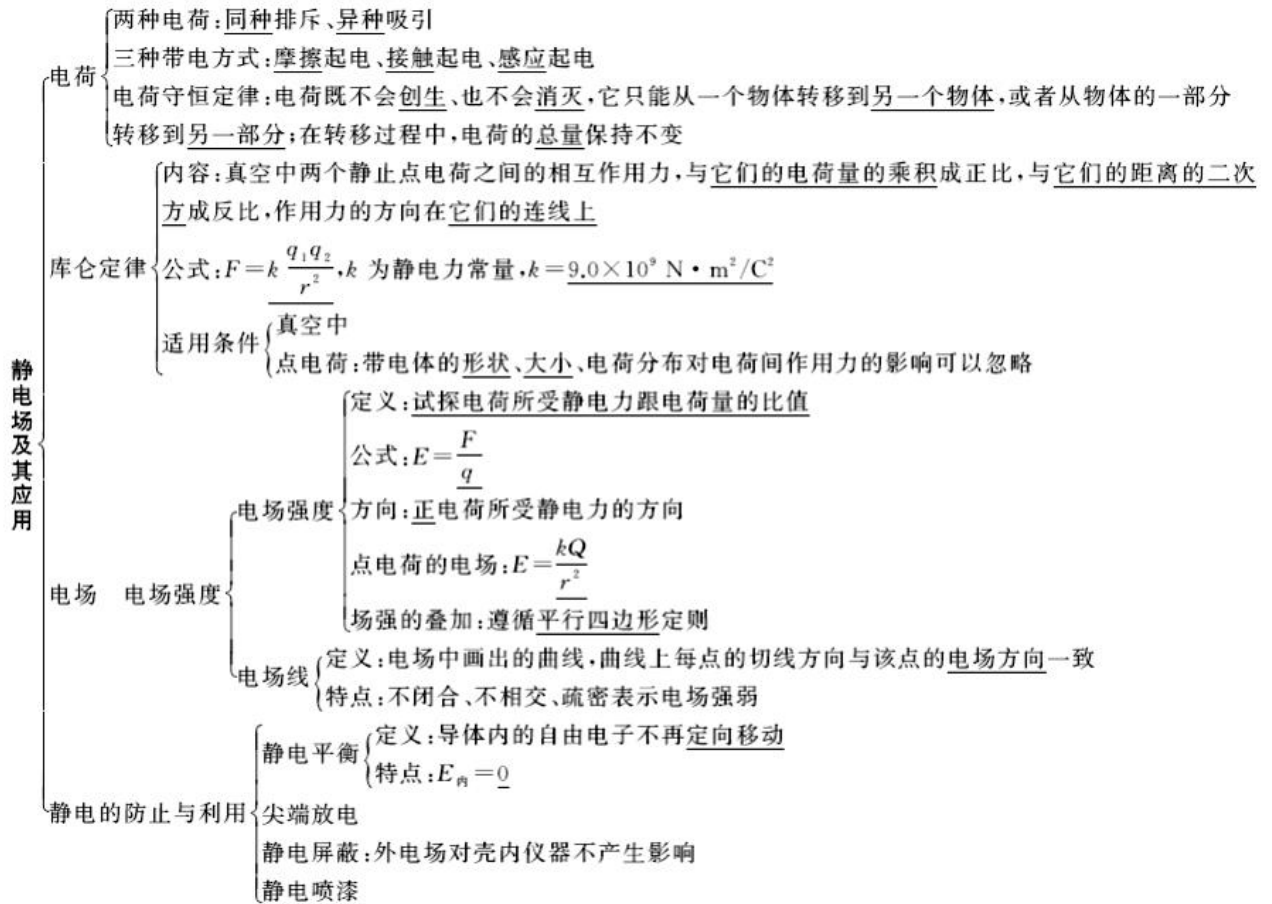 静电场及其应用
电荷
两种电荷:同种排斥、异种吸引
三种带电方式:摩擦起电、接触起电、感应起电
电荷守恒定律:电荷既不会创生、也不会消灭,它只能从一个物体转移到另一个物体,或者从物体的一部分
转移到另一部分;在转移过程中,电荷的总量保持不变
库仑定律
内容:真空中两个静止点电荷之间的相互作用力,与它们的电荷量的乘积成正比,与它们的距离的二次
方成反比,作用力的方向在它们的连线上
公式:F=k q₁q₂/r²,k 为静电力常量,k=9.0×10⁹ N·m²/C²
适用条件
真空中
点电荷:带电体的形状、大小、电荷分布对电荷间作用力的影响可以忽略
电场 电场强度
电场强度
定义:试探电荷所受静电力跟电荷量的比值
公式:E=F/q
方向:正电荷所受静电力的方向
点电荷的电场:E=kQ/r²
场强的叠加:遵循平行四边形定则
电场线
定义:电场中画出的曲线,曲线上每点的切线方向与该点的电场方向一致
特点:不闭合、不相交、疏密表示电场强弱
静电的防止与利用
静电平衡
定义:导体内的自由电子不再定向移动
特点:E内=0
尖端放电
静电屏蔽:外电场对壳内仪器不产生影响
静电喷漆